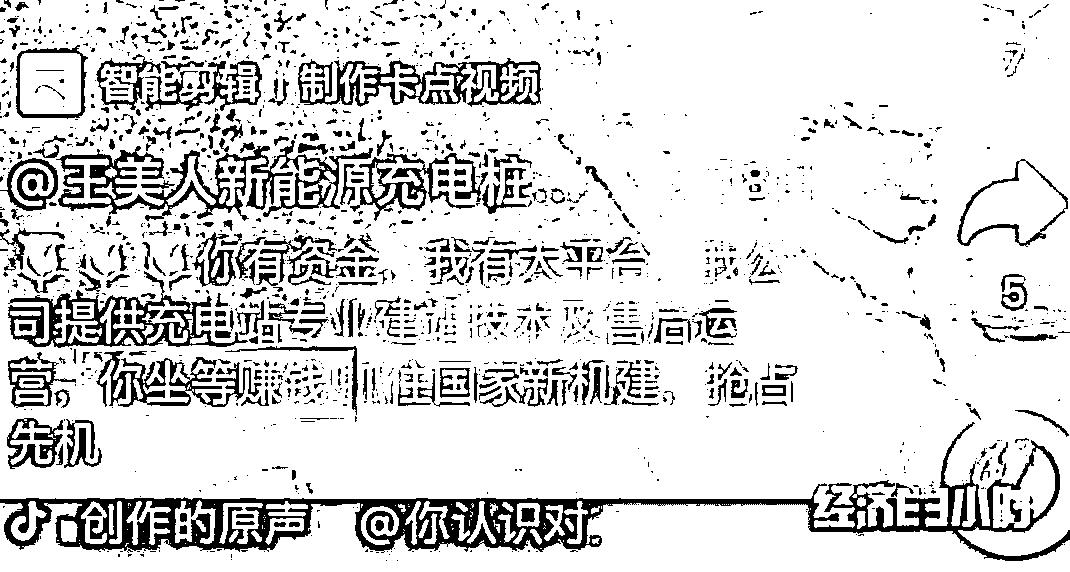 智能剪辑 | 制作卡点视频
@王美人新能源充电桩。。
你有资金，我有大平台 我公
司提供充电站专业建站技术及售后运
营，你坐等赚钱 抓住国家新机建。抢占
先机
5
创作的原声 @你认识对.
经济半小时